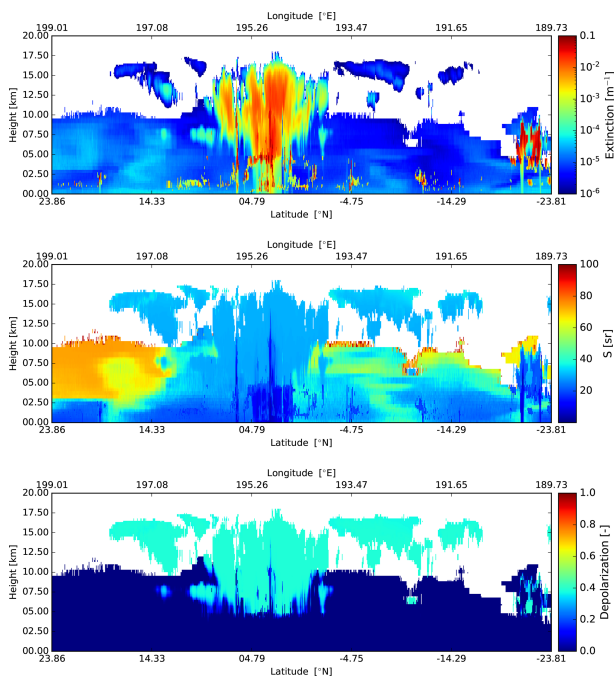 Longitude [°E]
199.01 197.08 195.26 193.47 191.65 189.73
20.00
17.50
15.00
12.50
10.00
07.50
05.00
02.50
00.00
Height [km]
23.86 14.33 04.79 -4.75 -14.29 -23.81
Latitude [°N]
0.1
10⁻²
10⁻³
10⁻⁴
10⁻⁵
10⁻⁶
Extinction [m⁻¹]
Longitude [°E]
199.01 197.08 195.26 193.47 191.65 189.73
20.00
17.50
15.00
12.50
10.00
07.50
05.00
02.50
00.00
Height [km]
23.86 14.33 04.79 -4.75 -14.29 -23.81
Latitude [°N]
100
80
60
40
20
S [sr]
Longitude [°E]
199.01 197.08 195.26 193.47 191.65 189.73
20.00
17.50
15.00
12.50
10.00
07.50
05.00
02.50
00.00
Height [km]
23.86 14.33 04.79 -4.75 -14.29 -23.81
Latitude [°N]
1.0
0.8
0.6
0.4
0.2
0.0
Depolarization [-]